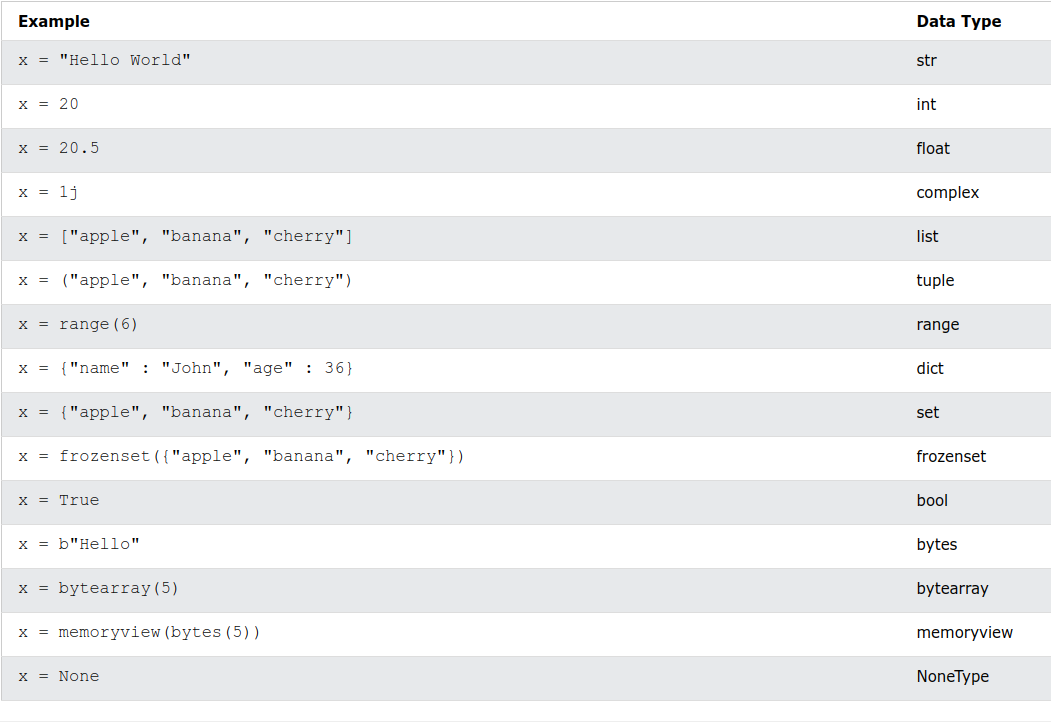 Example Data Type
x = "Hello World" str
x = 20 int
x = 20.5 float
x = 1j complex
x = ["apple", "banana", "cherry"] list
x = ("apple", "banana", "cherry") tuple
x = range(6) range
x = {"name" : "John", "age" : 36} dict
x = {"apple", "banana", "cherry"} set
x = frozenset({"apple", "banana", "cherry"}) frozenset
x = True bool
x = b"Hello" bytes
x = bytearray(5) bytearray
x = memoryview(bytes(5)) memoryview
x = None NoneType